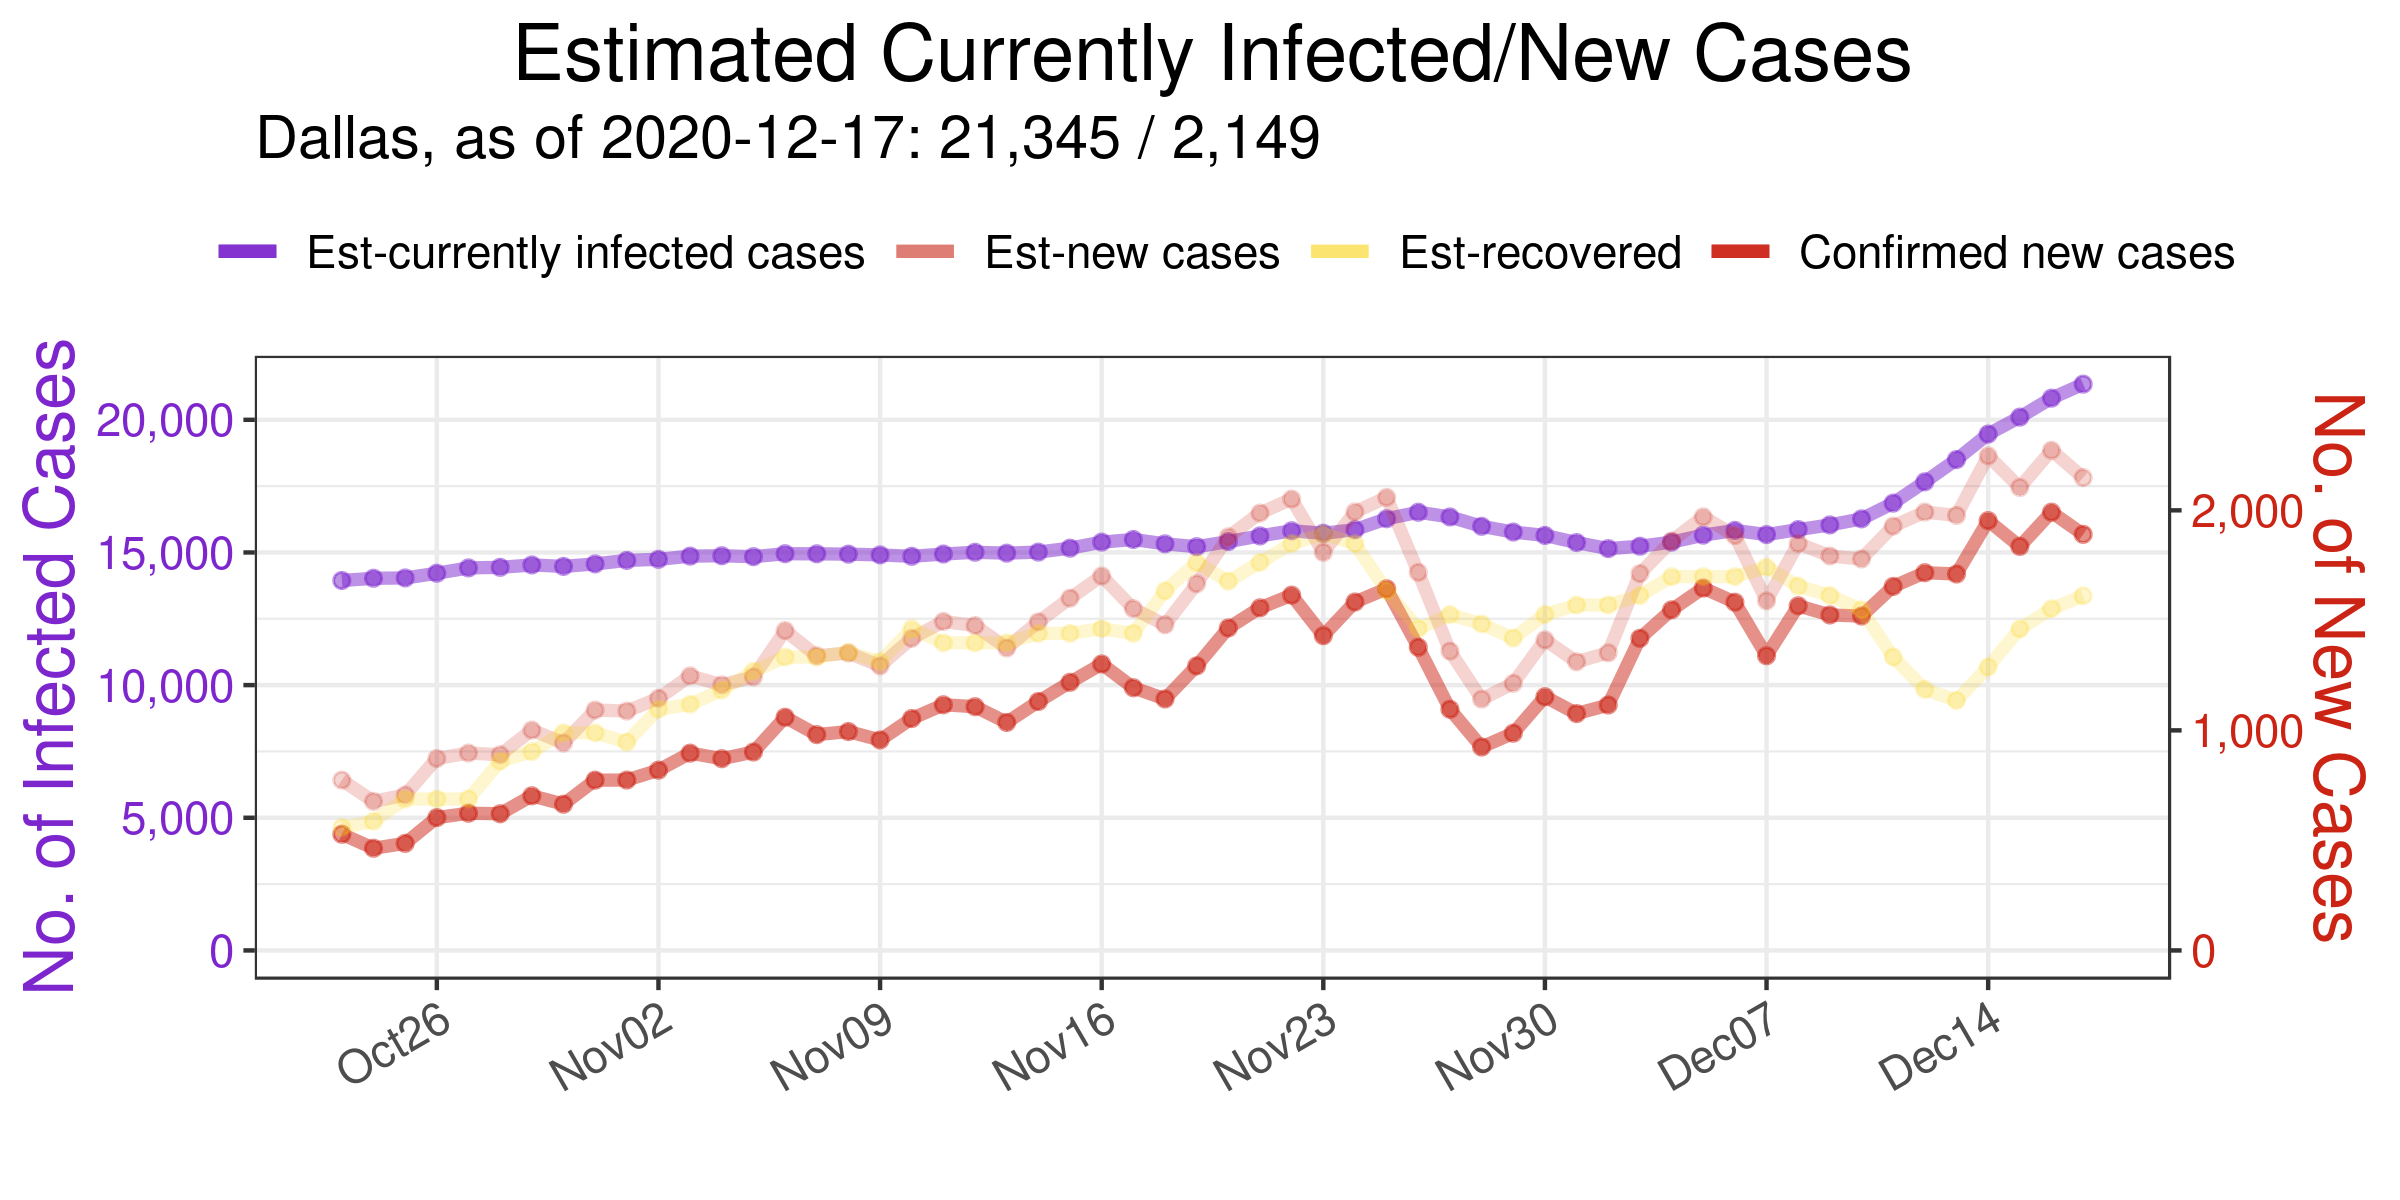 Estimated Currently Infected/New Cases
Dallas, as of 2020-12-17: 21,345 / 2,149
Est-currently infected cases Est-new cases Est-recovered Confirmed new cases
No. of Infected Cases
20,000
15,000
10,000
5,000
0
No. of New Cases
2,000
1,000
0
Oct26 Nov02 Nov09 Nov16 Nov23 Nov30 Dec07 Dec14